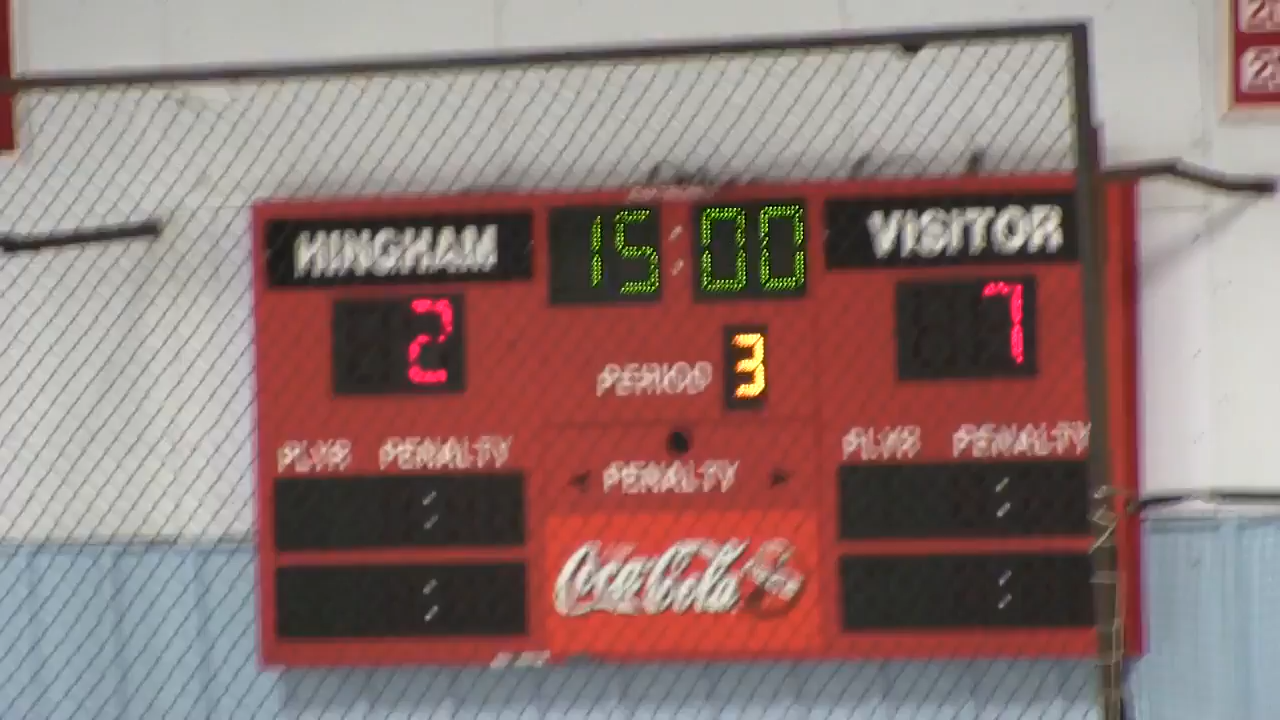 HINGHAM 15:00 VISITOR
2 7
PERIOD 3
PLYR PENALTY PLYR PENALTY
PENALTY
Coca-Cola